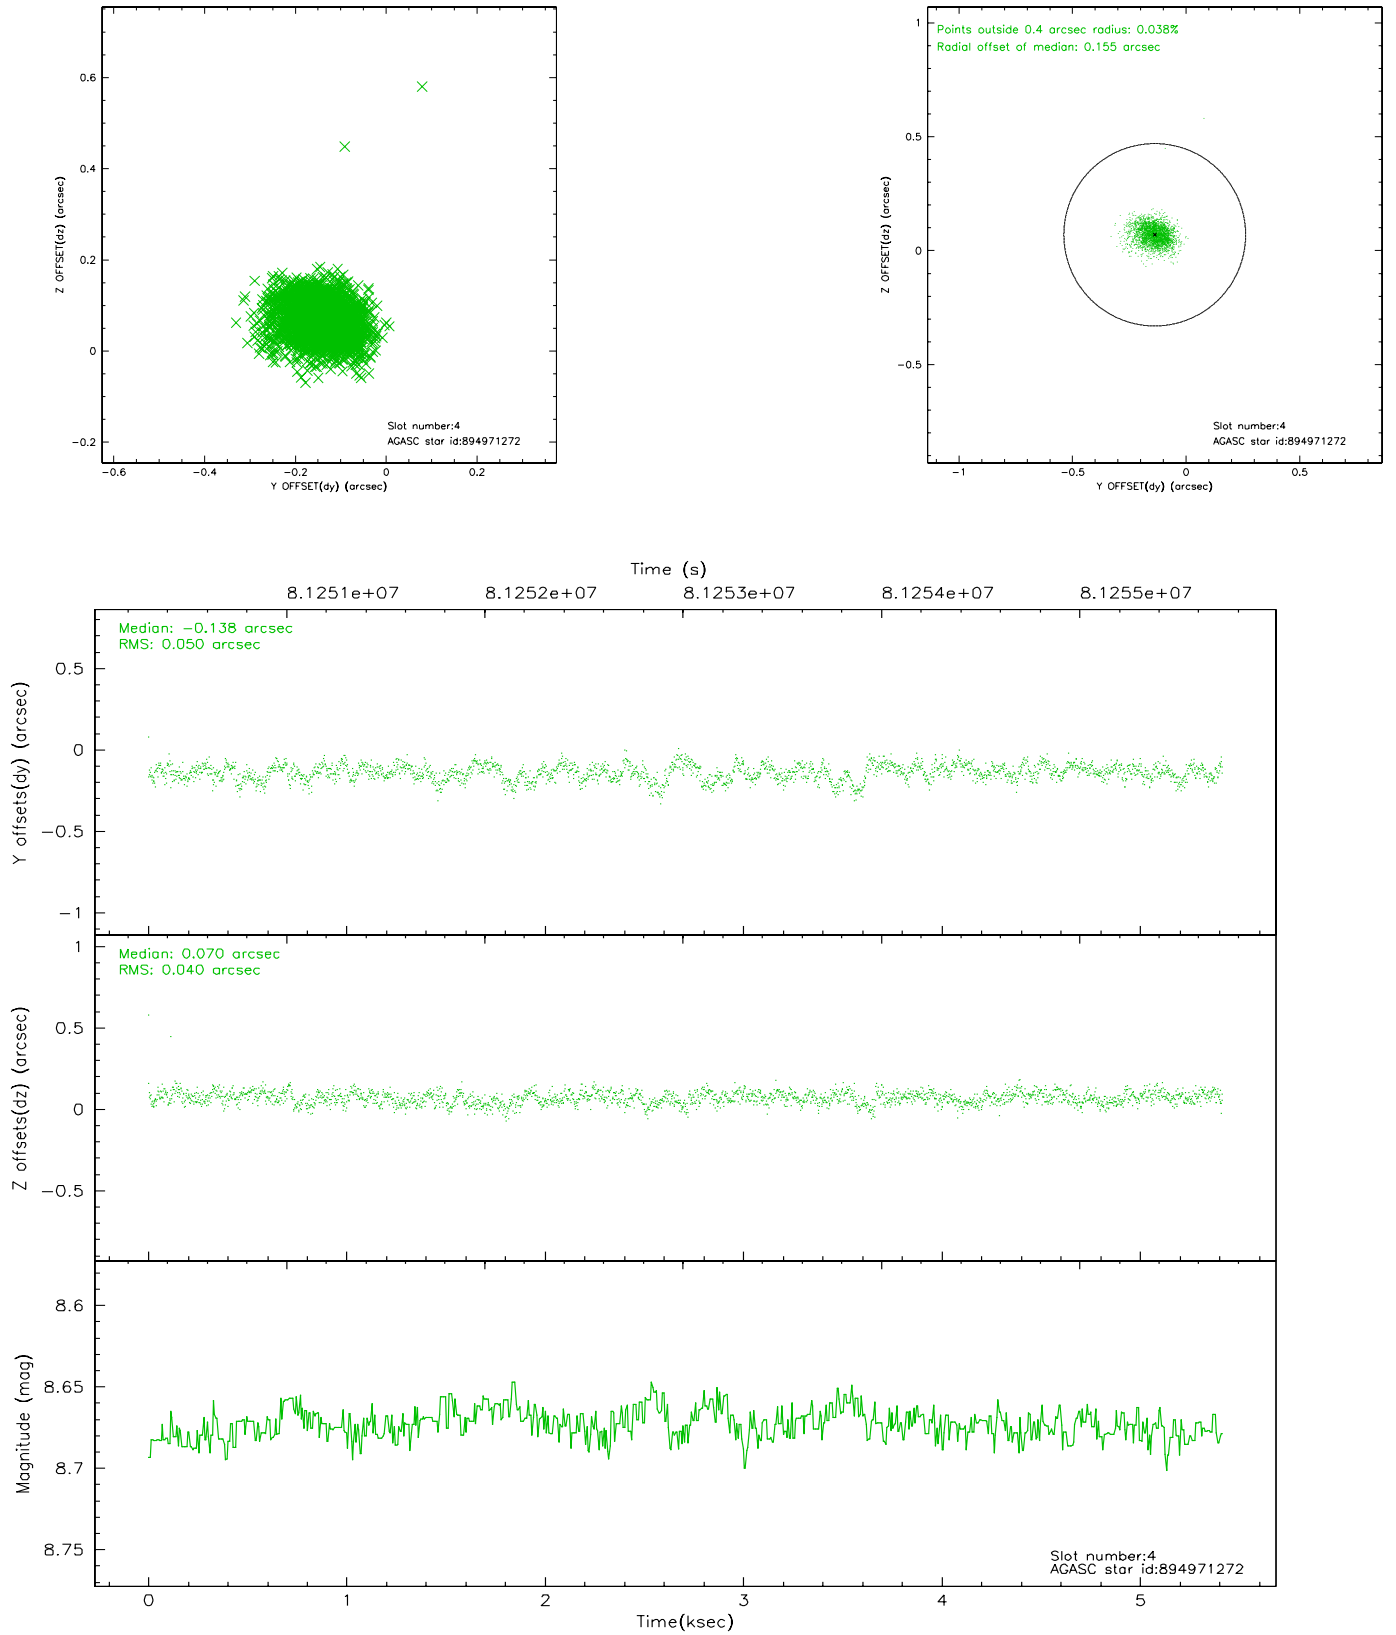 0.6
0.4
0.2
0
-0.2
Z OFFSET(dz) (arcsec)
Slot number:4
AGASC star id:894971272
-0.6 -0.4 -0.2 0 0.2
Y OFFSET(dy) (arcsec)
Points outside 0.4 arcsec radius: 0.038%
Radial offset of median: 0.155 arcsec
1
0.5
0
-0.5
Z OFFSET(dz) (arcsec)
Slot number:4
AGASC star id:894971272
-1 -0.5 0 0.5
Y OFFSET(dy) (arcsec)
Time (s)
8.1251e+07 8.1252e+07 8.1253e+07 8.1254e+07 8.1255e+07
Median: -0.138 arcsec
RMS: 0.050 arcsec
0.5
0
-0.5
-1
Y offsets(dy) (arcsec)
Median: 0.070 arcsec
RMS: 0.040 arcsec
1
0.5
0
-0.5
Z offsets(dz) (arcsec)
8.6
8.65
8.7
8.75
Magnitude (mag)
Slot number:4
AGASC star id:894971272
0 1 2 3 4 5
Time(ksec)